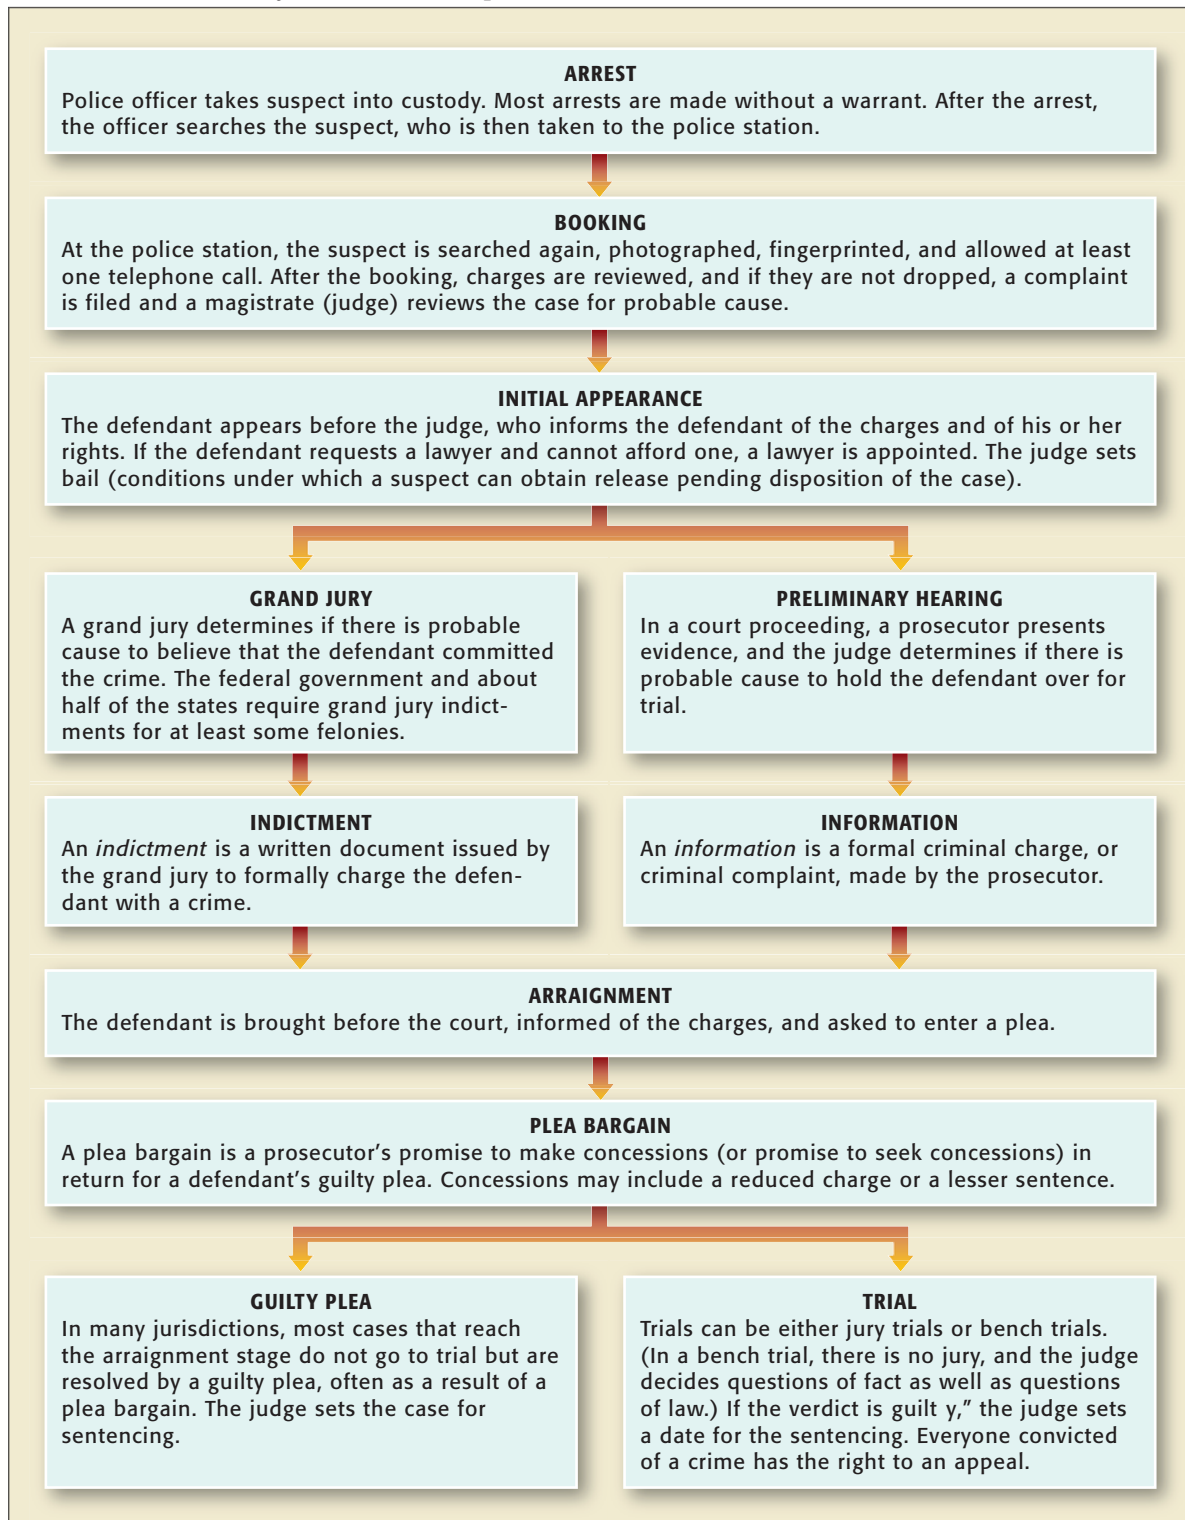 ARREST
Police officer takes suspect into custody. Most arrests are made without a warrant. After the arrest,
the officer searches the suspect, who is then taken to the police station.
BOOKING
At the police station, the suspect is searched again, photographed, fingerprinted, and allowed at least
one telephone call. After the booking, charges are reviewed, and if they are not dropped, a complaint
is filed and a magistrate (judge) reviews the case for probable cause.
INITIAL APPEARANCE
The defendant appears before the judge, who informs the defendant of the charges and of his or her
rights. If the defendant requests a lawyer and cannot afford one, a lawyer is appointed. The judge sets
bail (conditions under which a suspect can obtain release pending disposition of the case).
GRAND JURY
A grand jury determines if there is probable
cause to believe that the defendant committed
the crime. The federal government and about
half of the states require grand jury indict-
ments for at least some felonies.
PRELIMINARY HEARING
In a court proceeding, a prosecutor presents
evidence, and the judge determines if there is
probable cause to hold the defendant over for
trial.
INDICTMENT
An indictment is a written document issued by
the grand jury to formally charge the defen-
dant with a crime.
INFORMATION
An information is a formal criminal charge, or
criminal complaint, made by the prosecutor.
ARRAIGNMENT
The defendant is brought before the court, informed of the charges, and asked to enter a plea.
PLEA BARGAIN
A plea bargain is a prosecutor’s promise to make concessions (or promise to seek concessions) in
return for a defendant’s guilty plea. Concessions may include a reduced charge or a lesser sentence.
GUILTY PLEA
In many jurisdictions, most cases that reach
the arraignment stage do not go to trial but are
resolved by a guilty plea, often as a result of a
plea bargain. The judge sets the case for
sentencing.
TRIAL
Trials can be either jury trials or bench trials.
(In a bench trial, there is no jury, and the judge
decides questions of fact as well as questions
of law.) If the verdict is guilt y,” the judge sets
a date for the sentencing. Everyone convicted
of a crime has the right to an appeal.